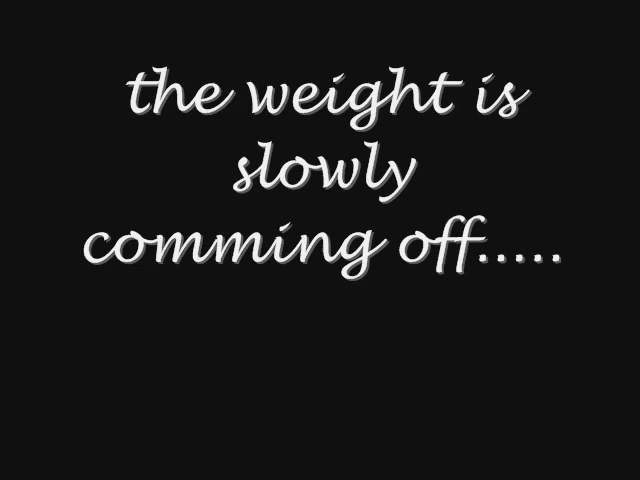 the weight is
slowly
comming off.....